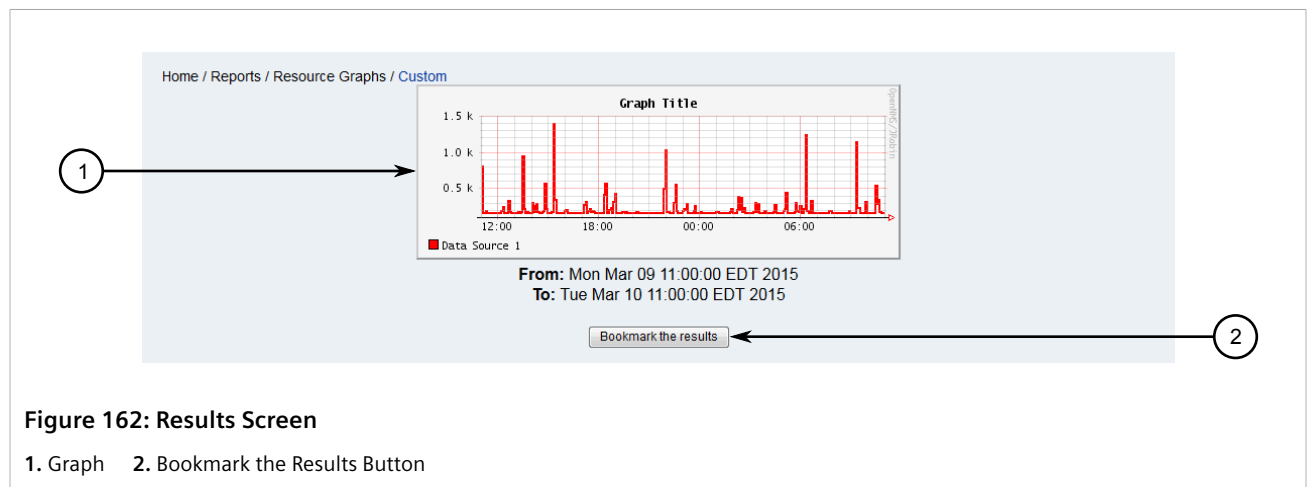 Home / Reports / Resource Graphs / Custom
Graph Title
OpenNMS/JRobin
1.5 k
1.0 k
0.5 k
12:00 18:00 00:00 06:00
Data Source 1
From: Mon Mar 09 11:00:00 EDT 2015
To: Tue Mar 10 11:00:00 EDT 2015
Bookmark the results
1
2
Figure 162: Results Screen
1. Graph 2. Bookmark the Results Button